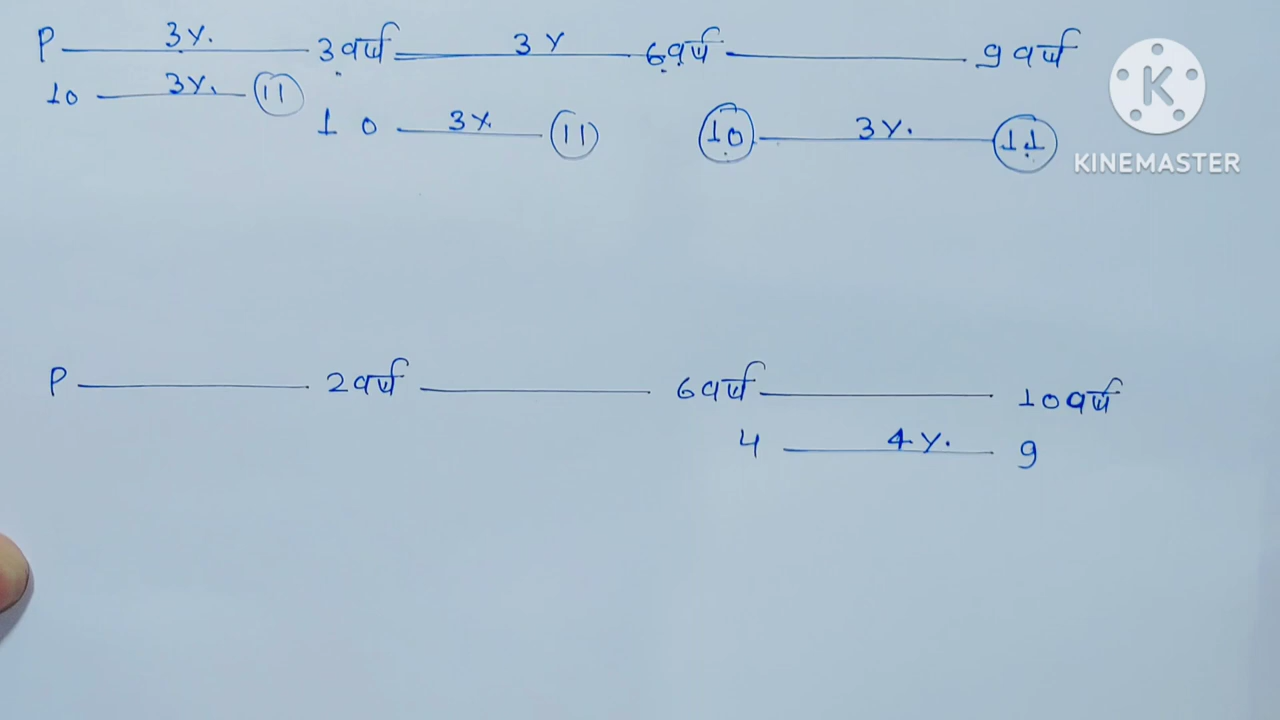 P 3y. 3वर्ष 3y 6वर्ष 9वर्ष
10 3y. 11
10 3y. 11 10 3y. 11
KINEMASTER
P 2वर्ष 6वर्ष 10वर्ष
4 4y. 9